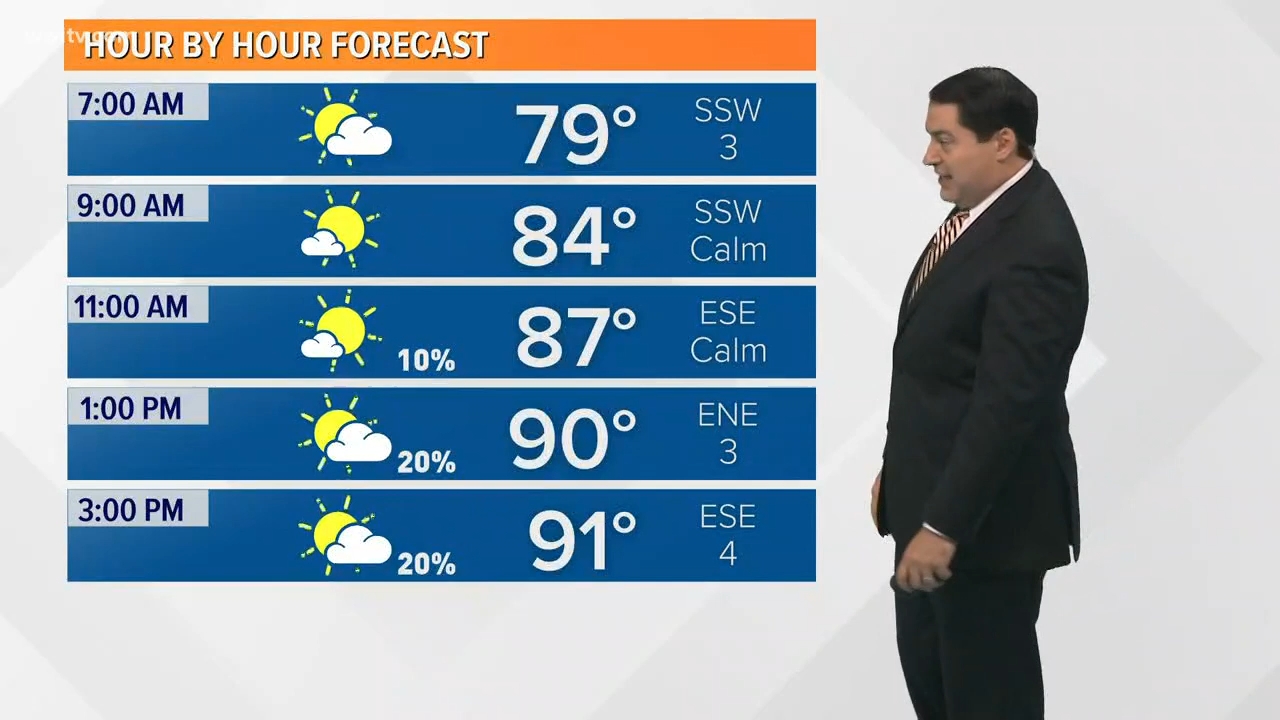 HOUR BY HOUR FORECAST
7:00 AM
79°
SSW
3
9:00 AM
84°
SSW
Calm
11:00 AM
10%
87°
ESE
Calm
1:00 PM
20%
90°
ENE
3
3:00 PM
20%
91°
ESE
4